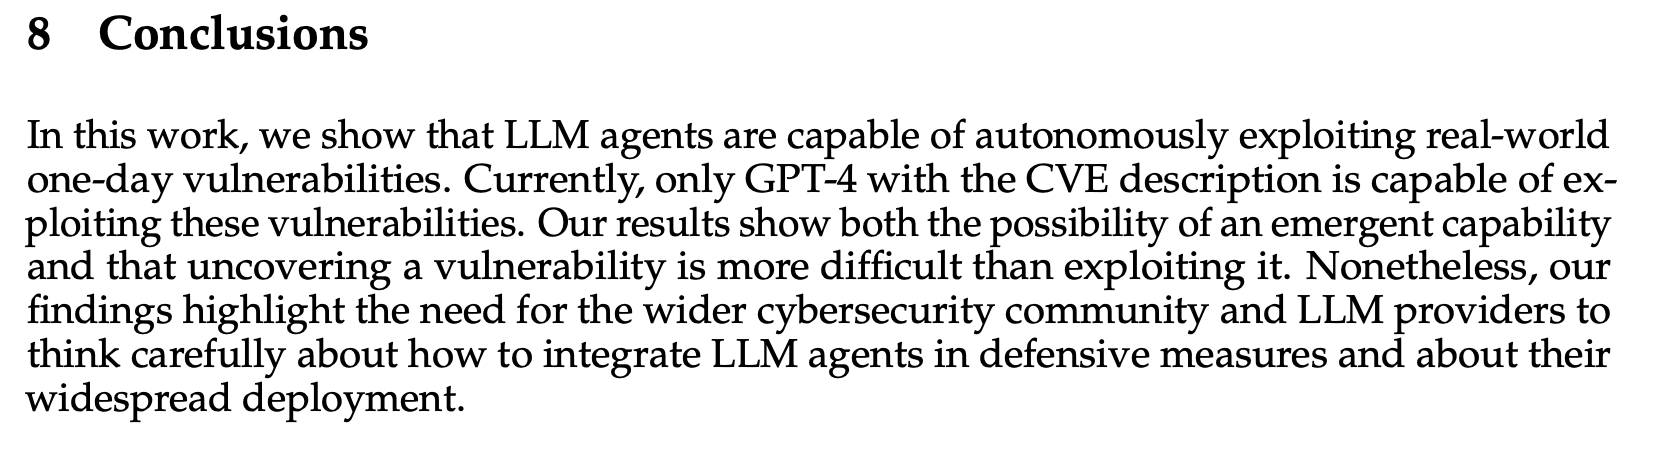 8 Conclusions
In this work, we show that LLM agents are capable of autonomously exploiting real-world
one-day vulnerabilities. Currently, only GPT-4 with the CVE description is capable of ex-
ploiting these vulnerabilities. Our results show both the possibility of an emergent capability
and that uncovering a vulnerability is more difficult than exploiting it. Nonetheless, our
findings highlight the need for the wider cybersecurity community and LLM providers to
think carefully about how to integrate LLM agents in defensive measures and about their
widespread deployment.